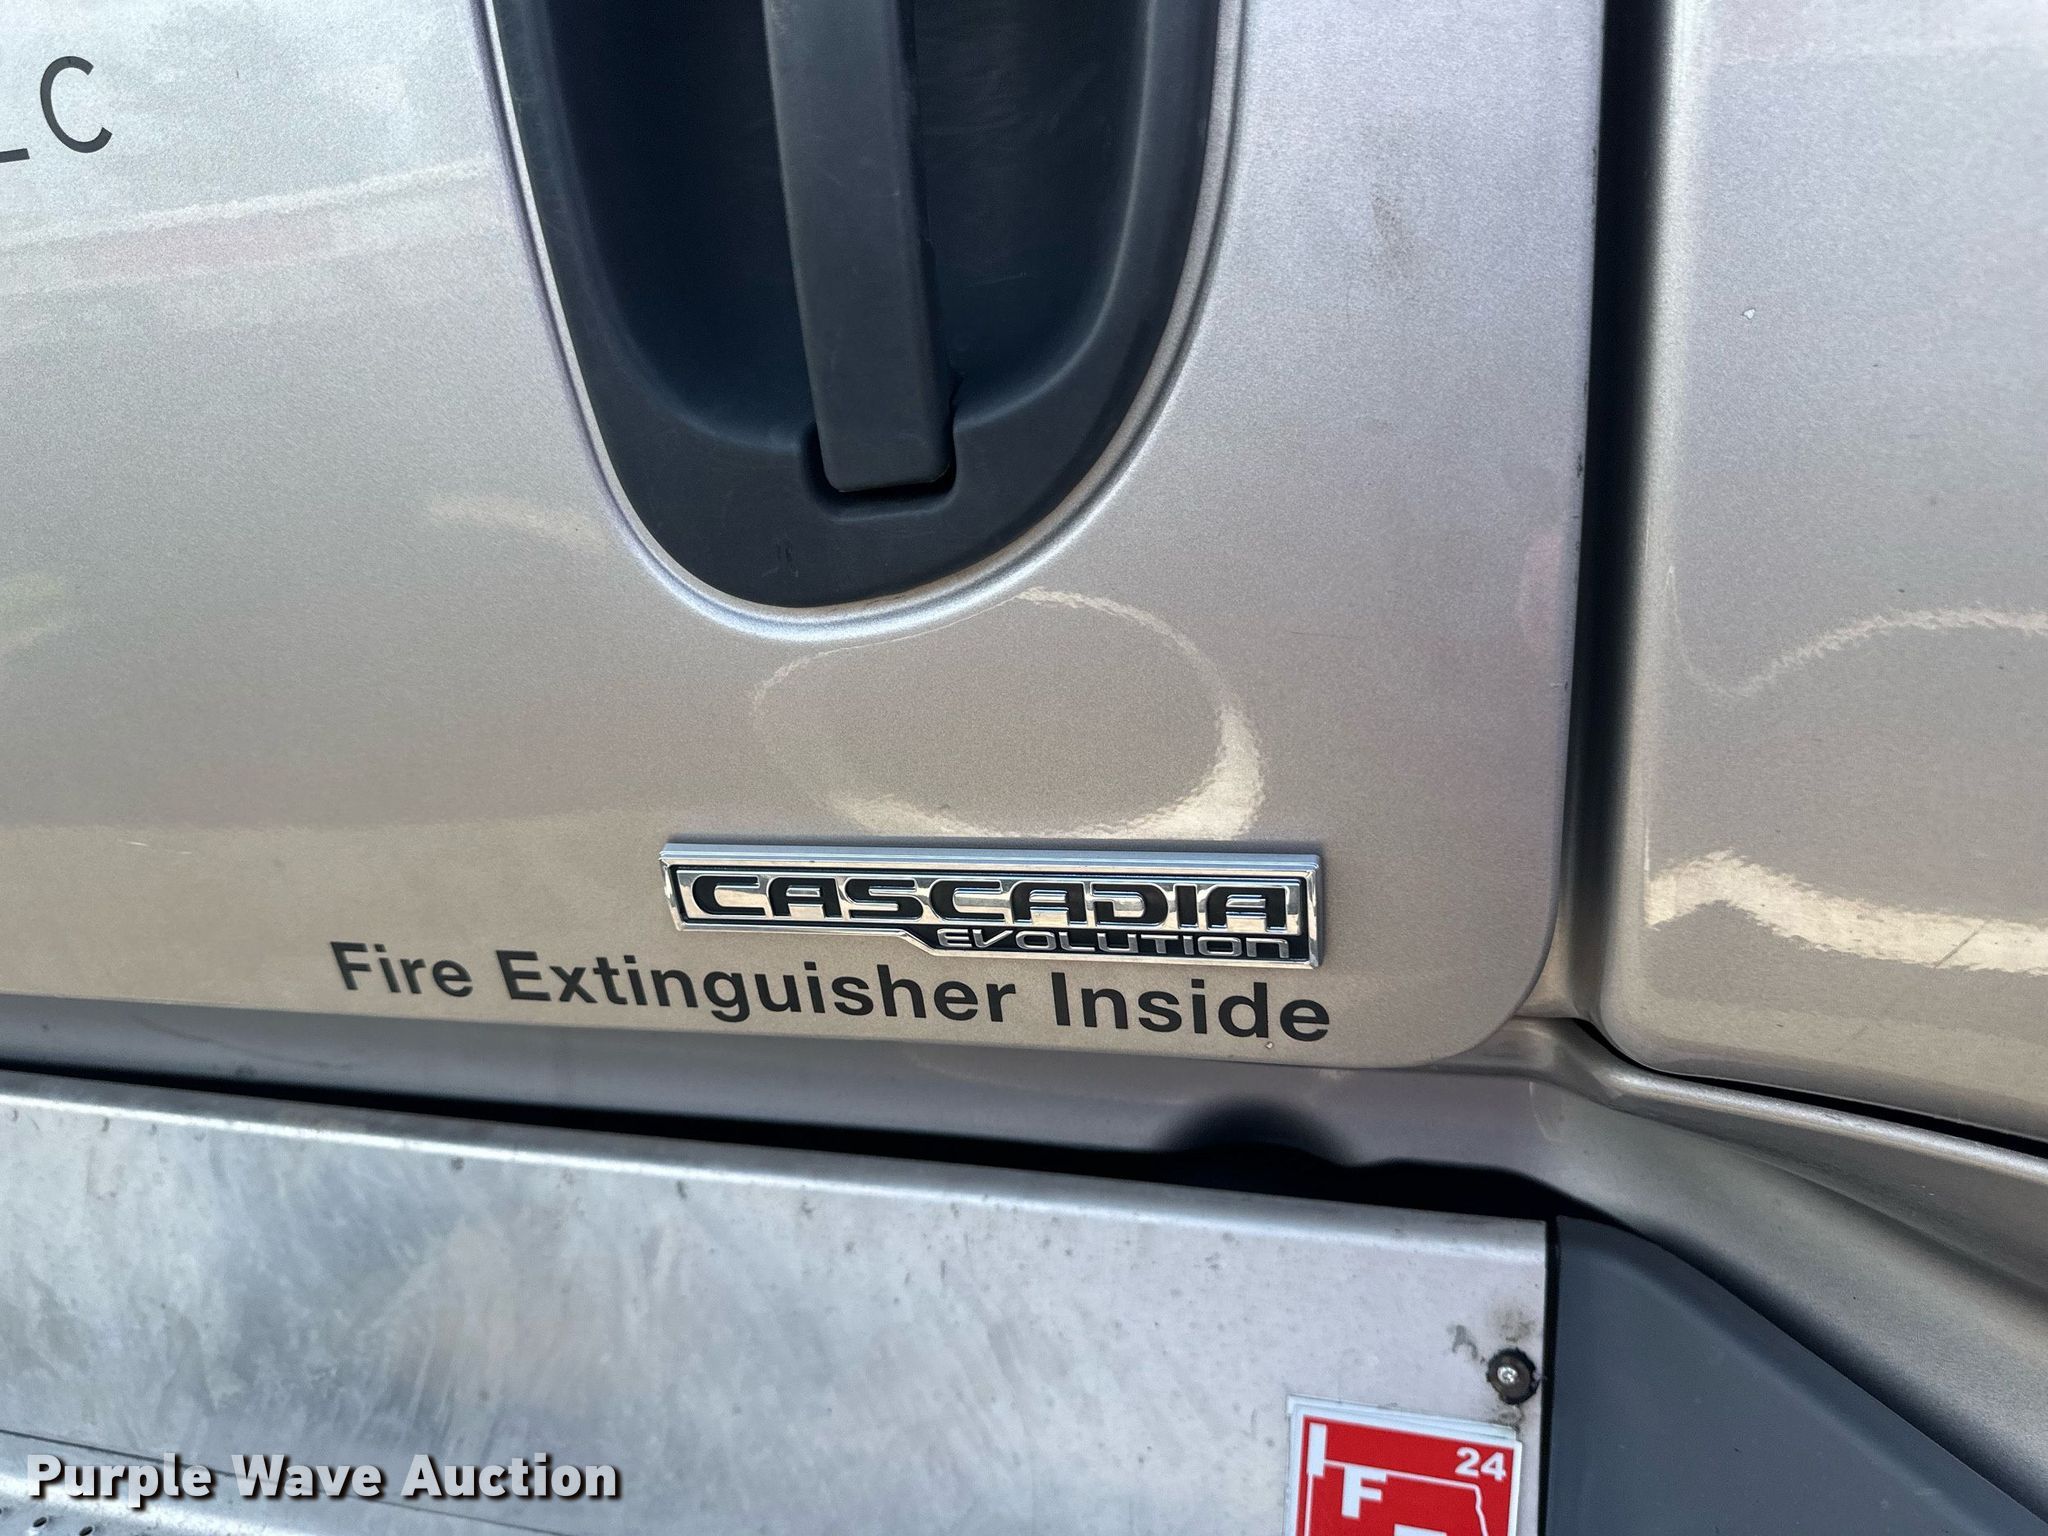 LC
CASCADIA
EVOLUTION
Fire Extinguisher Inside
24
I
F
Purple Wave Auction